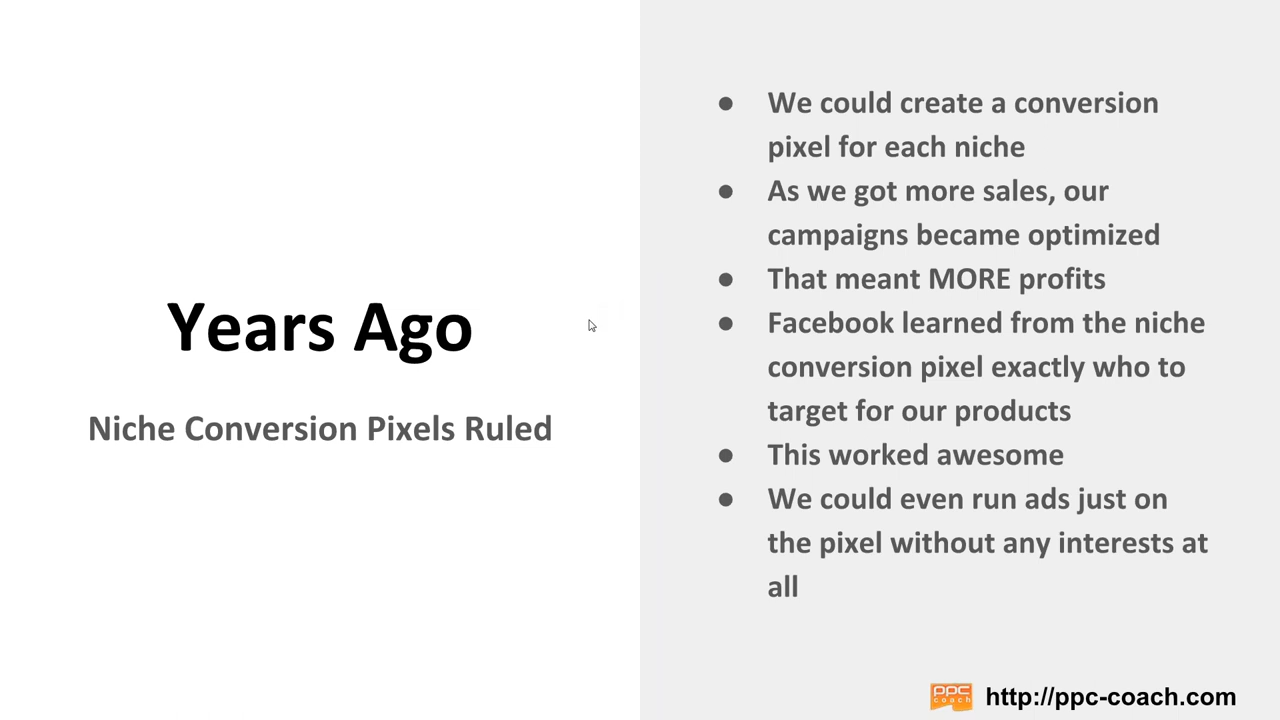 Years Ago
Niche Conversion Pixels Ruled
● We could create a conversion
pixel for each niche
● As we got more sales, our
campaigns became optimized
● That meant MORE profits
● Facebook learned from the niche
conversion pixel exactly who to
target for our products
● This worked awesome
● We could even run ads just on
the pixel without any interests at
all
ppc
coach
http://ppc-coach.com